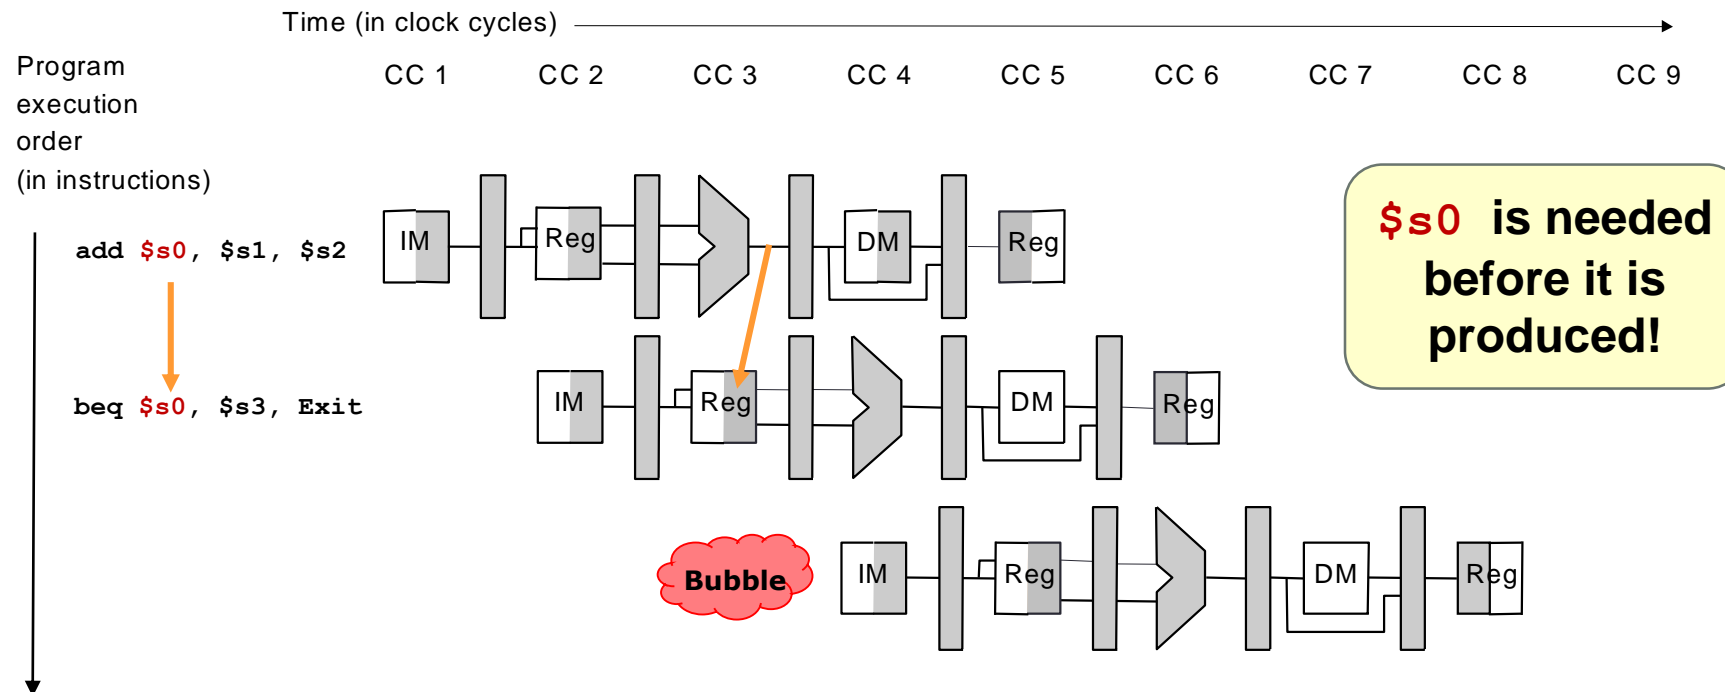 Time (in clock cycles)
Program
execution
order
(in instructions)
CC 1 CC 2 CC 3 CC 4 CC 5 CC 6 CC 7 CC 8 CC 9
add $s0, $s1, $s2
IM Reg DM Reg
$s0 is needed
before it is
produced!
beq $s0, $s3, Exit
IM Reg DM Reg
Bubble
IM Reg DM Reg